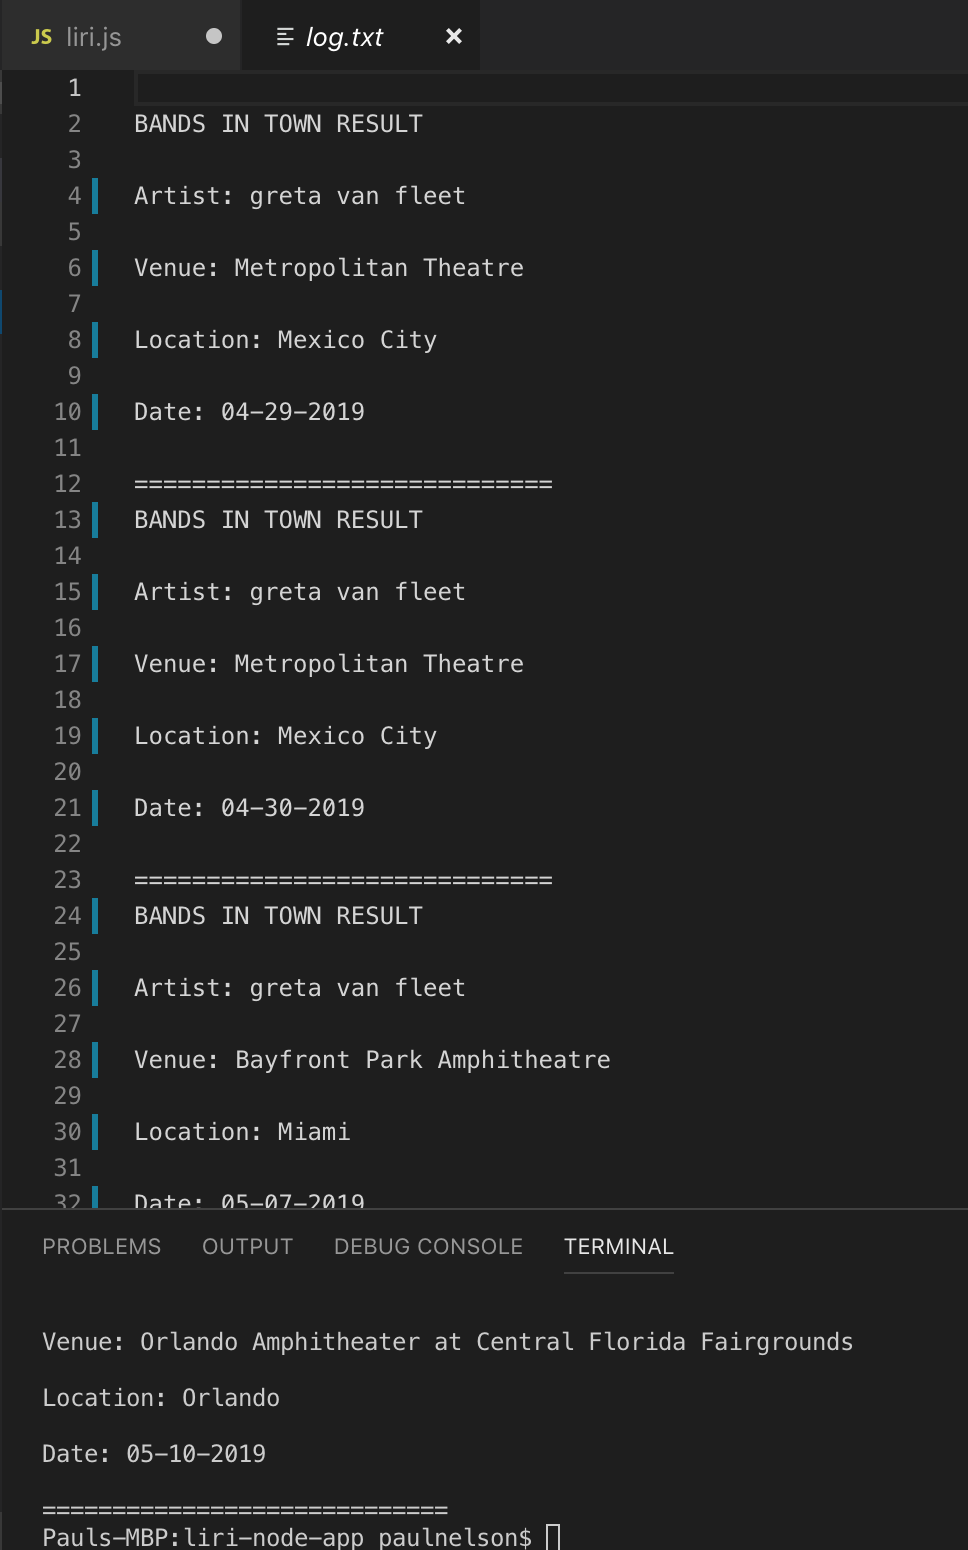 JS liri.js
log.txt ×
1
2 BANDS IN TOWN RESULT
3
4 Artist: greta van fleet
5
6 Venue: Metropolitan Theatre
7
8 Location: Mexico City
9
10 Date: 04-29-2019
11
12 =============================
13 BANDS IN TOWN RESULT
14
15 Artist: greta van fleet
16
17 Venue: Metropolitan Theatre
18
19 Location: Mexico City
20
21 Date: 04-30-2019
22
23 =============================
24 BANDS IN TOWN RESULT
25
26 Artist: greta van fleet
27
28 Venue: Bayfront Park Amphitheatre
29
30 Location: Miami
31
32 Date: 05-07-2019
PROBLEMS OUTPUT DEBUG CONSOLE TERMINAL
Venue: Orlando Amphitheater at Central Florida Fairgrounds
Location: Orlando
Date: 05-10-2019
=============================
Pauls-MBP:liri-node-app paulnelson$